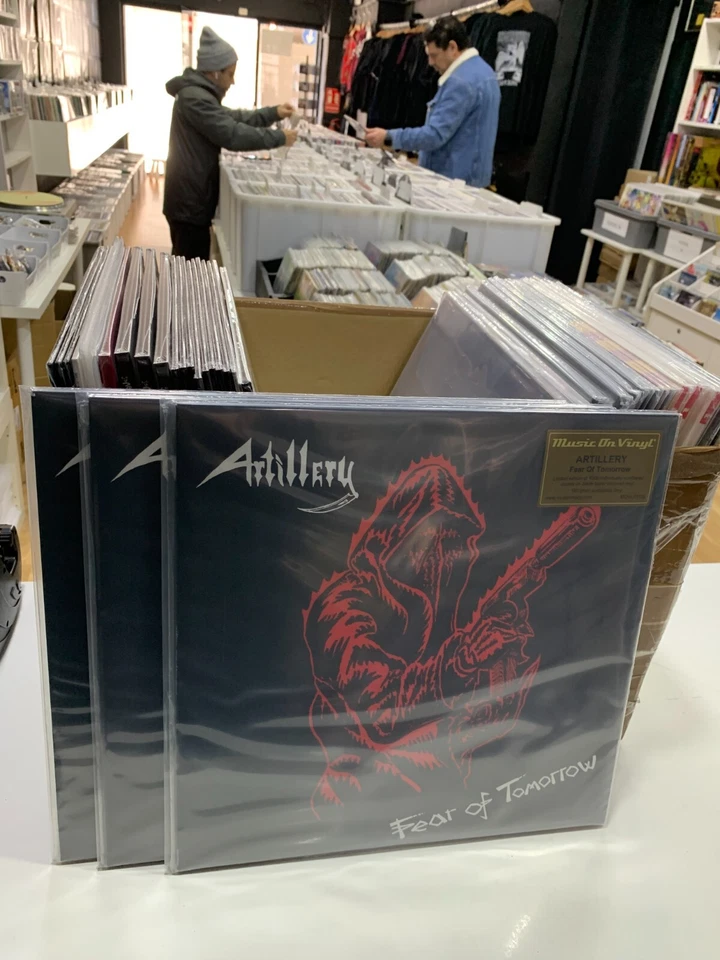 Artillery
Music On Vinyl
ARTILLERY
Fear Of Tomorrow
Fear of Tomorrow